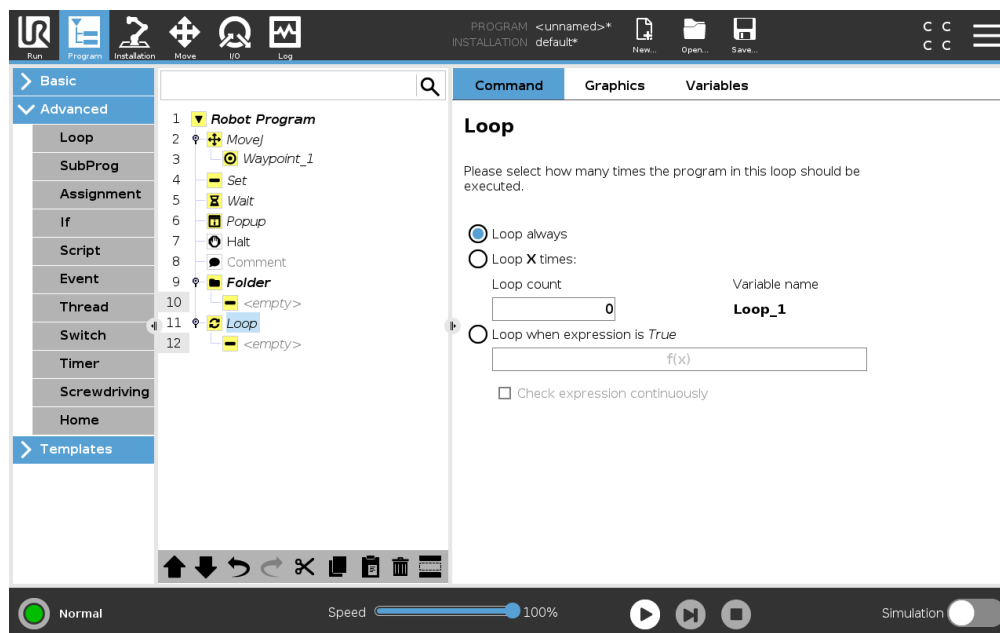 UR
PROGRAM <unnamed>*
INSTALLATION default*
C C
C C
Run Program Installation Move I/O Log New... Open... Save...
Basic
Advanced
Loop
SubProg
Assignment
If
Script
Event
Thread
Switch
Timer
Screwdriving
Home
Templates
1 Robot Program
2 MoveJ
3 Waypoint_1
4 Set
5 Wait
6 Popup
7 Halt
8 Comment
9 Folder
10 <empty>
11 Loop
12 <empty>
Command Graphics Variables
Loop
Please select how many times the program in this loop should be
executed.
Loop always
Loop X times:
Loop count Variable name
0 Loop_1
Loop when expression is True
f(x)
Check expression continuously
Normal Speed 100% Simulation